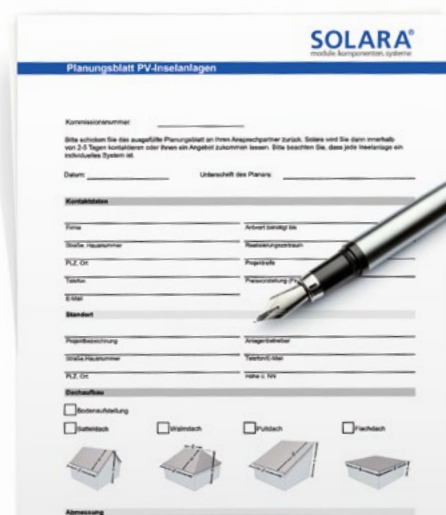 SOLARA®
module.komponenten.systeme
Planungsblatt PV-Inselanlagen
Kommissionsnummer:
Bitte schicken Sie das ausgefüllte Planungsblatt an Ihren Ansprechpartner zurück. Solara wird Sie dann innerhalb
von 2-5 Tagen kontaktieren oder Ihnen ein Angebot zukommen lassen. Bitte beachten Sie, dass jede Inselanlage ein
individuelles System ist.
Datum: Unterschrift des Planers:
Kontaktdaten
Firma Antwort benötigt bis
Straße, Hausnummer Realisierungszeitraum
PLZ, Ort Projektreife
Telefon Preisvorstellung
E-Mail
Standort
Projektbezeichnung Anlagenbetreiber
Straße, Hausnummer Telefon/E-Mail
PLZ, Ort Höhe ü. NN
Dachaufbau
Bodenaufstellung
Satteldach Walmdach Pultdach Flachdach
Abmessung